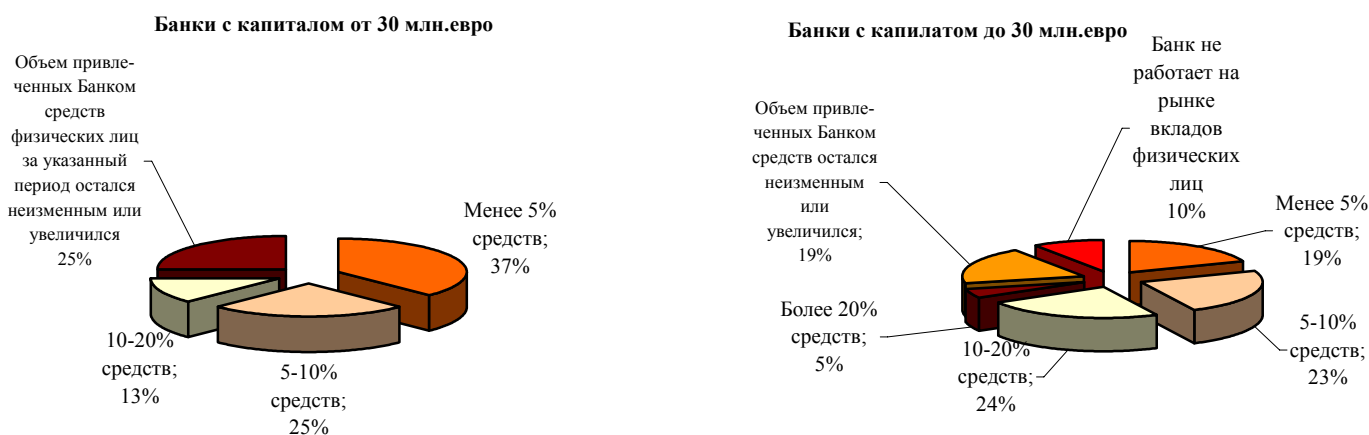 Банки с капиталом от 30 млн.евро
Объем привле-
ченных Банком
средств
физических лиц
за указанный
период остался
неизменным или
увеличился
25%
Менее 5%
средств;
37%
10-20%
средств;
13%
5-10%
средств;
25%
Банки с капилатом до 30 млн.евро
Банк не
работает на
рынке
вкладов
физических
лиц
10%
Объем привле-
ченных Банком
средств остался
неизменным
или
увеличился;
19%
Менее 5%
средств;
19%
Более 20%
средств;
5%
10-20%
средств;
24%
5-10%
средств;
23%